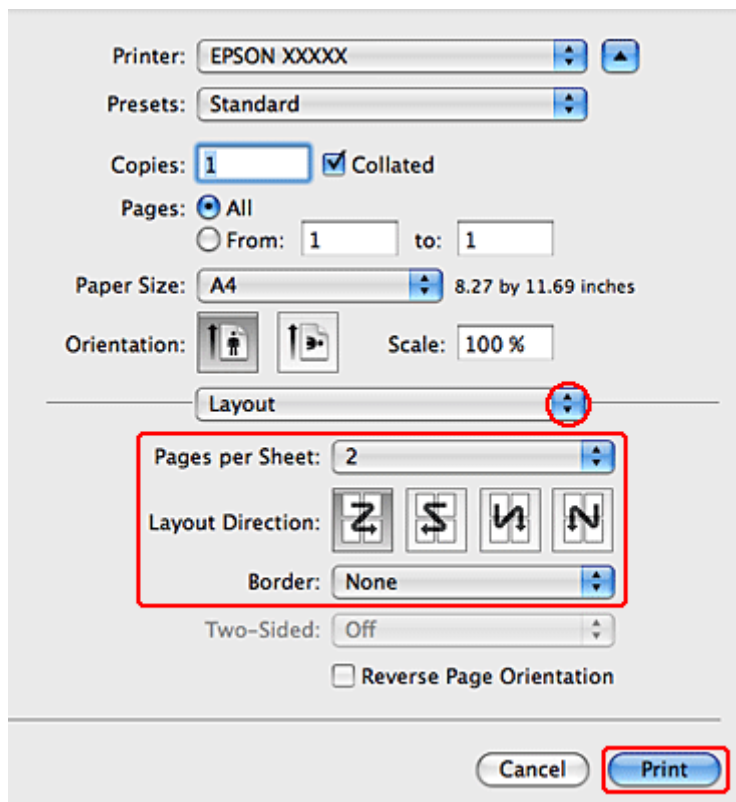 Printer: EPSON XXXXX
Presets: Standard
Copies: 1 Collated
Pages: All
From: 1 to: 1
Paper Size: A4 8.27 by 11.69 inches
Orientation: Scale: 100 %
Layout
Pages per Sheet: 2
Layout Direction:
Border: None
Two-Sided: Off
Reverse Page Orientation
Cancel Print